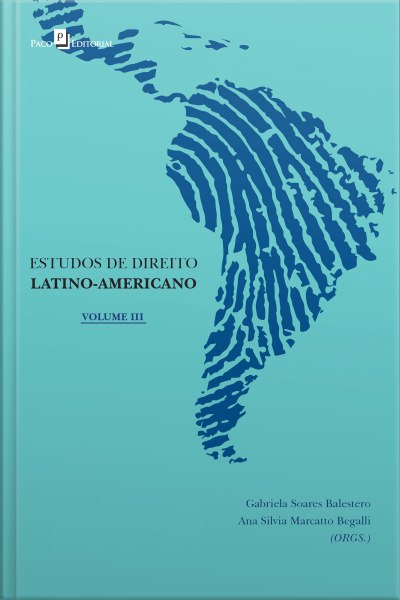 PACO EDITORIAL
ESTUDOS DE DIREITO
LATINO-AMERICANO
VOLUME III
Gabriela Soares Balestero
Ana Silvia Marcatto Begalli
(ORGS.)